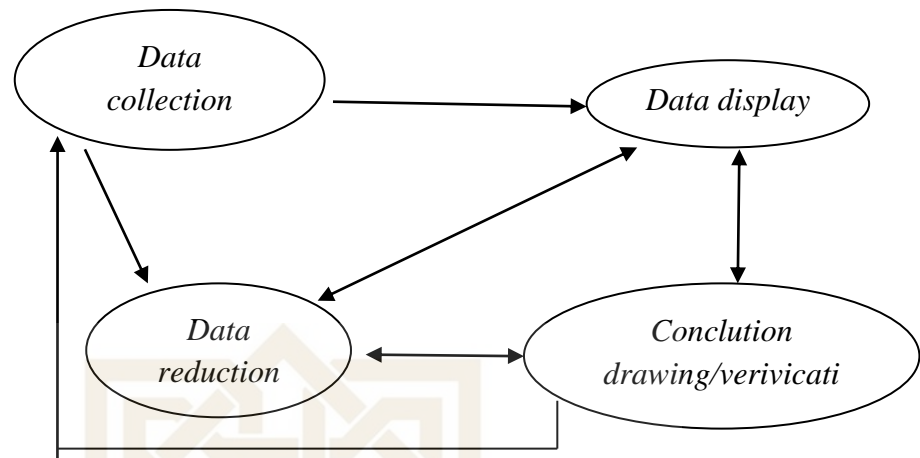 Data
collection
Data display
Data
reduction
Conclution
drawing/verivicati